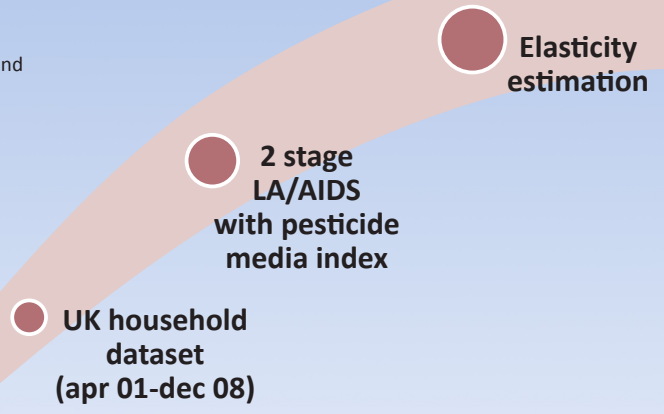 nd
Elasticity
estimation
2 stage
LA/AIDS
with pesticide
media index
UK household
dataset
(apr 01-dec 08)